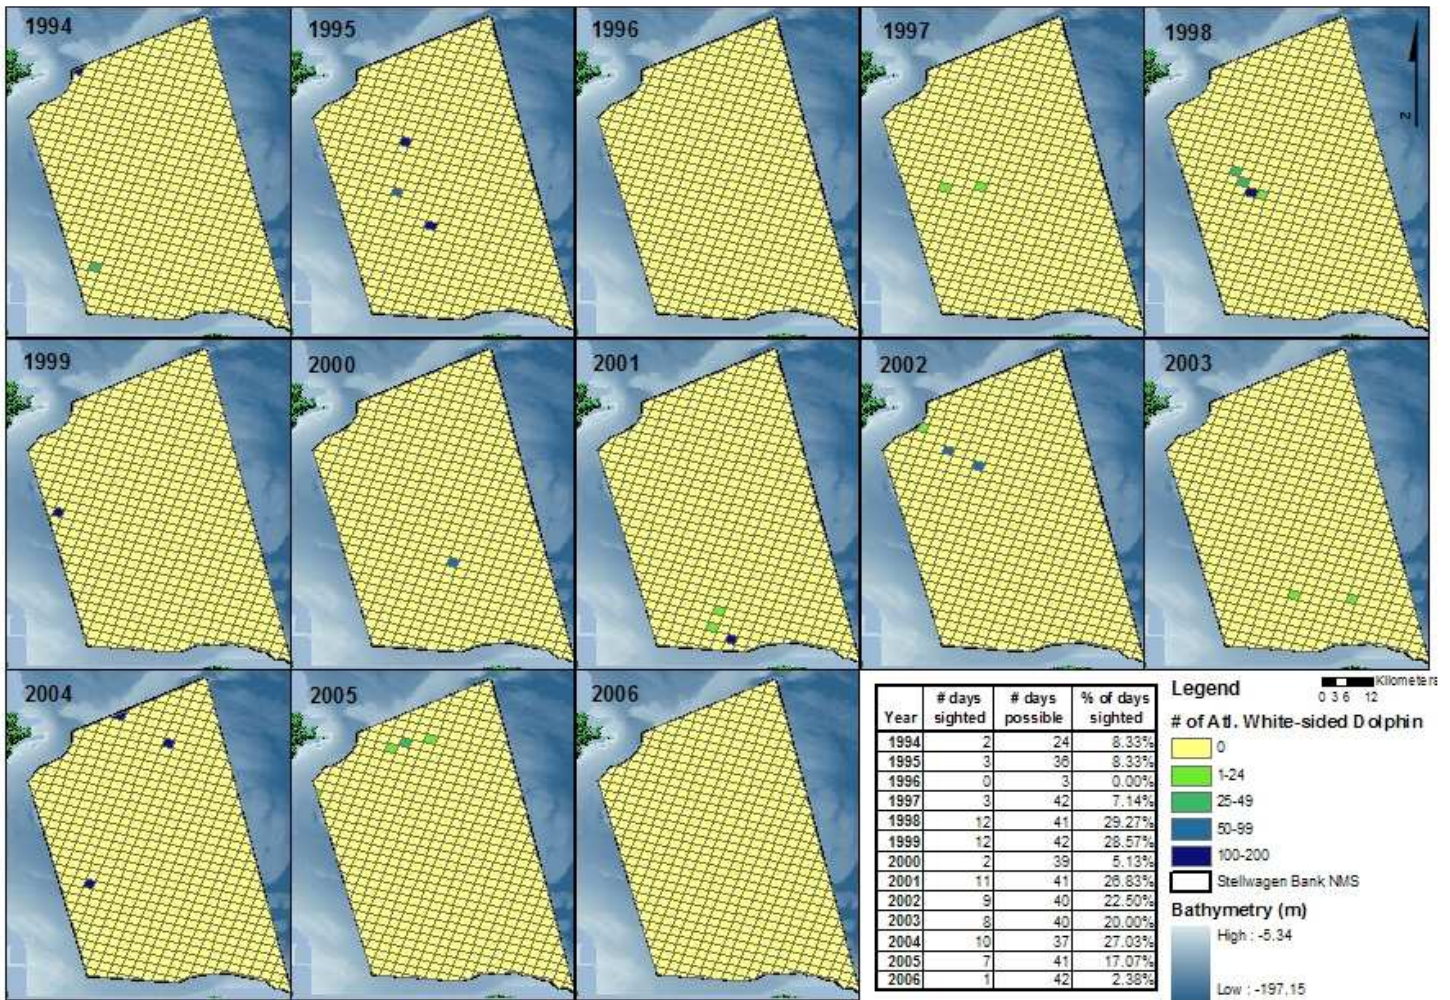 1994
1995
1996
1997
1998
1999
2000
2001
2002
2003
2004
2005
2006
Year # days sighted # days possible % of days sighted
1994 2 24 8.33%
1995 3 36 8.33%
1996 0 3 0.00%
1997 3 42 7.14%
1998 12 41 29.27%
1999 12 42 28.57%
2000 2 39 5.13%
2001 11 41 26.83%
2002 9 40 22.50%
2003 8 40 20.00%
2004 10 37 27.03%
2005 7 41 17.07%
2006 1 42 2.38%
Legend
Kilometers
0 3 6 12
# of Atl. White-sided Dolphin
0
1-24
25-49
50-99
100-200
Stellwagen Bank NMS
Bathymetry (m)
High : -5.34
Low : -197.15
N